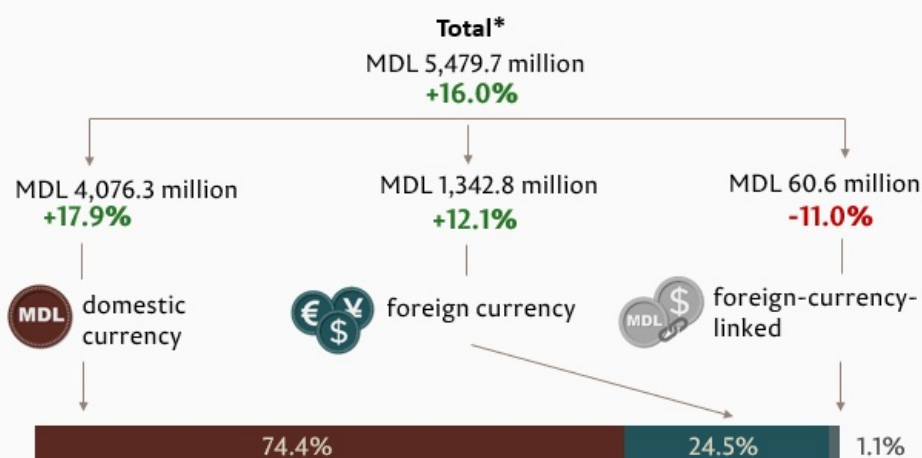 Total*
MDL 5,479.7 million
+16.0%
MDL 4,076.3 million
+17.9%
MDL 1,342.8 million
+12.1%
MDL 60.6 million
-11.0%
MDL
domestic
currency
€ ¥
$
foreign currency
MDL $
foreign-currency-
linked
74.4%
24.5%
1.1%